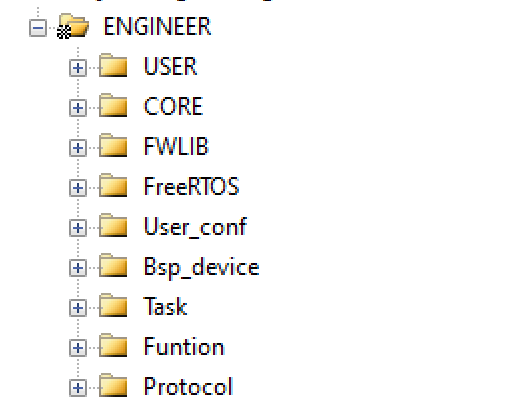 ENGINEER
USER
CORE
FWLIB
FreeRTOS
User_conf
Bsp_device
Task
Funtion
Protocol